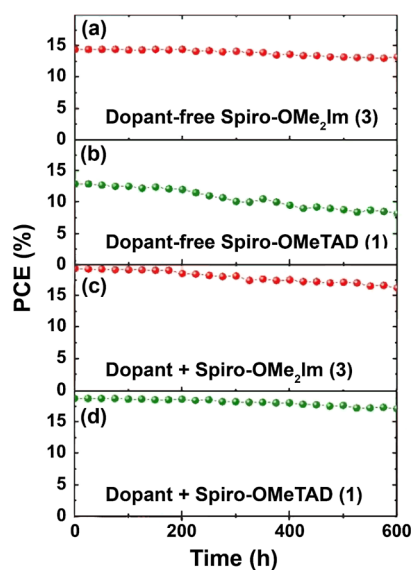 (a)
15
10
5
0
Dopant-free Spiro-OMe₂Im (3)
(b)
15
10
5
0
Dopant-free Spiro-OMeTAD (1)
PCE (%)
(c)
15
10
5
0
Dopant + Spiro-OMe₂Im (3)
(d)
15
10
5
0
Dopant + Spiro-OMeTAD (1)
0 200 400 600
Time (h)